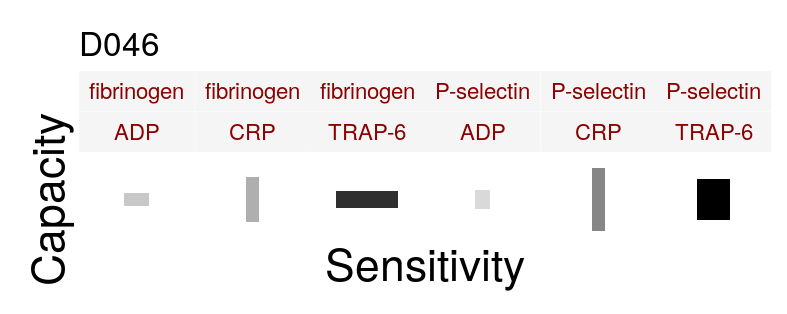 D046
fibrinogen fibrinogen fibrinogen P-selectin P-selectin P-selectin
ADP CRP TRAP-6 ADP CRP TRAP-6
Capacity
Sensitivity